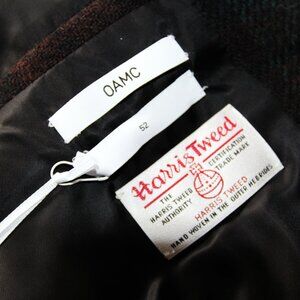 OAMC
52
Harris Tweed
THE HARRIS TWEED AUTHORITY
CERTIFICATION TRADE MARK
HARRIS TWEED
HAND WOVEN IN THE OUTER HEBRIDES